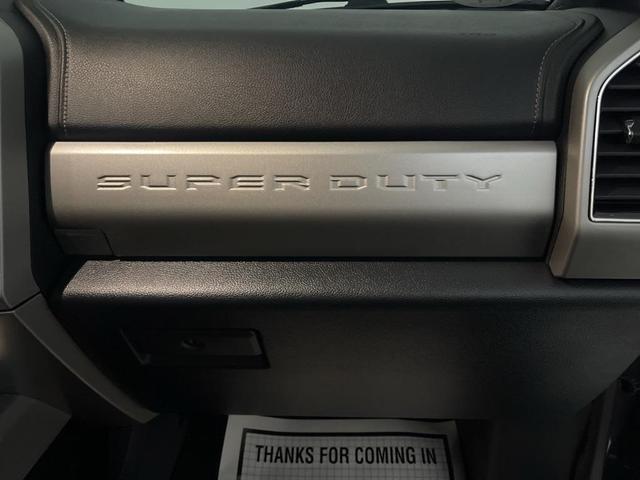 SUPER DUTY
THANKS FOR COMING IN